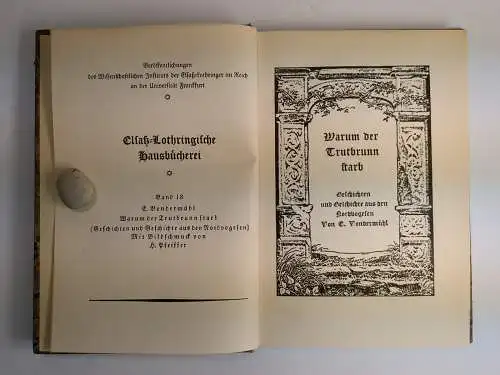 Veröffentlichungen
des Wissenschaftlichen Instituts der Elsaß-Lothringer im Reich
an der Universität Frankfurt
Elsaß-Lothringische
Hausbücherei
Band 18
E. Vondermühl
Warum der Trutbrunn starb
(Geschichten und Geschichte aus den Nordvogesen)
Mit Bildschmuck von
H. Pfeiffer
Warum der
Trutbrunn
starb
Geschichten
und Geschichte aus den
Nordvogesen
Von E. Vondermühl